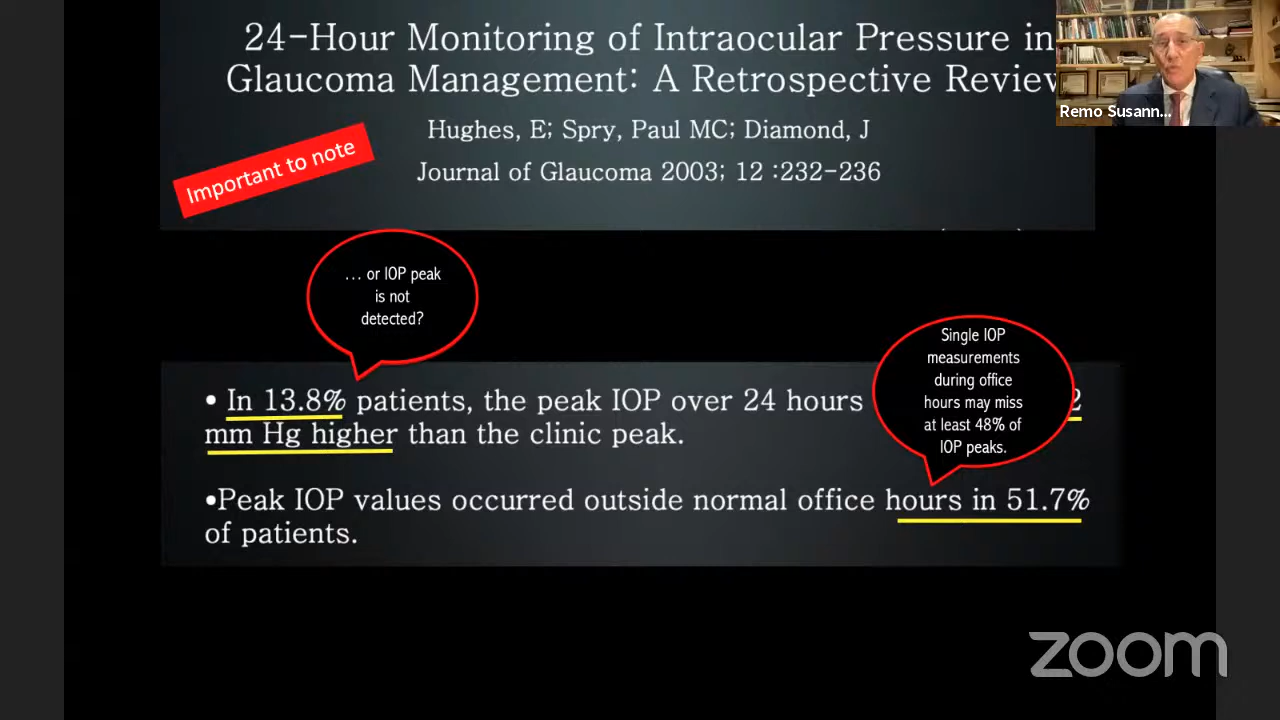 24-Hour Monitoring of Intraocular Pressure in
Glaucoma Management: A Retrospective Review
Hughes, E; Spry, Paul MC; Diamond, J
Journal of Glaucoma 2003; 12 :232-236
Important to note
Remo Susann...
... or IOP peak
is not
detected?
Single IOP
measurements
during office
hours may miss
at least 48% of
IOP peaks.
• In 13.8% patients, the peak IOP over 24 hours 2
mm Hg higher than the clinic peak.
•Peak IOP values occurred outside normal office hours in 51.7%
of patients.
zoom